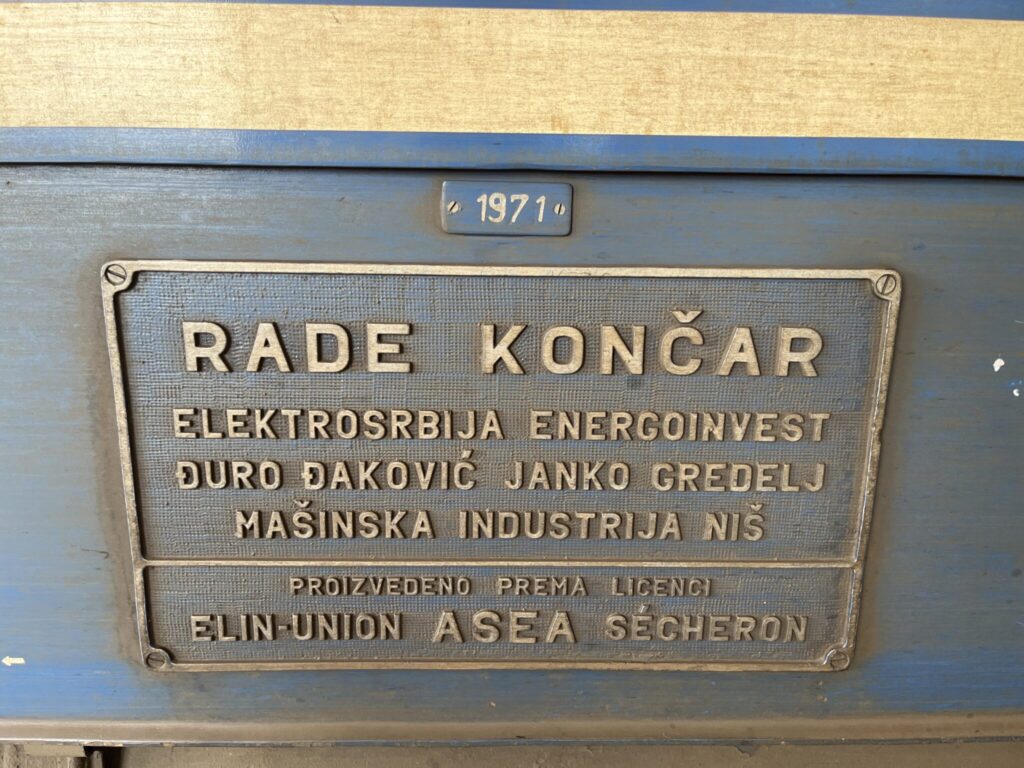 1971
RADE KONČAR
ELEKTROSRBIJA ENERGOINVEST
ĐURO ĐAKOVIĆ JANKO GREDELJ
MAŠINSKA INDUSTRIJA NIŠ
PROIZVEDENO PREMA LICENCI
ELIN-UNION ASEA SÉCHERON